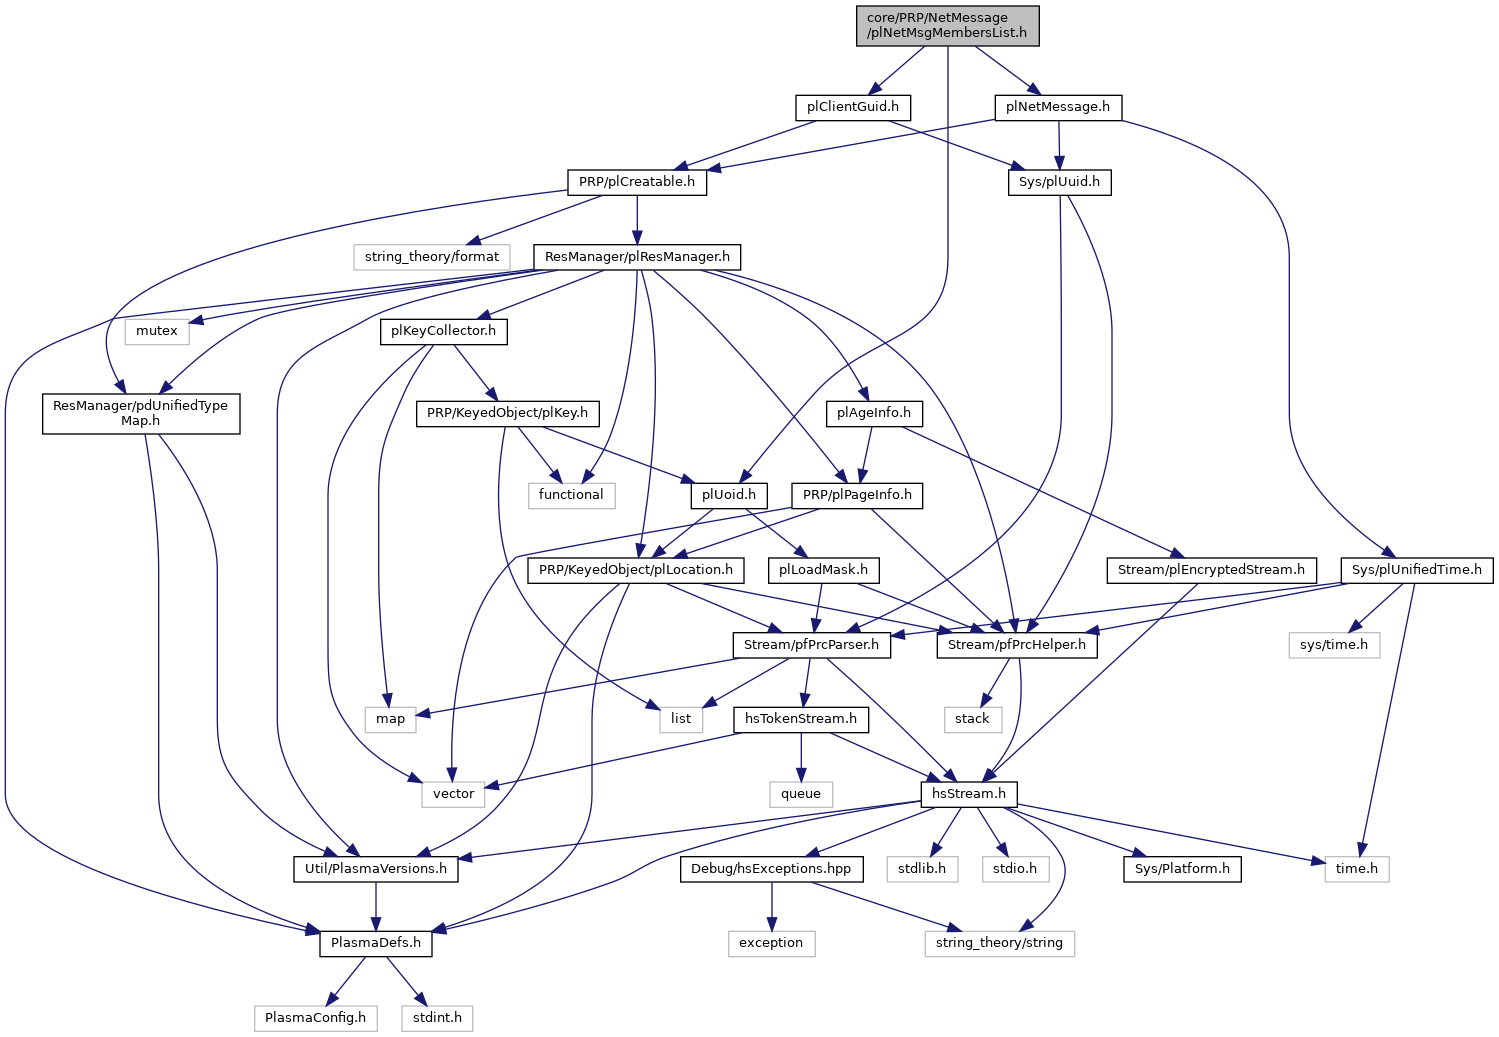 core/PRP/NetMessage
/plNetMsgMembersList.h
plClientGuid.h
plNetMessage.h
PRP/plCreatable.h
Sys/plUuid.h
string_theory/format
ResManager/plResManager.h
mutex
plKeyCollector.h
ResManager/pdUnifiedType
Map.h
PRP/KeyedObject/plKey.h
plAgeInfo.h
functional
plUoid.h
PRP/plPageInfo.h
PRP/KeyedObject/plLocation.h
plLoadMask.h
Stream/plEncryptedStream.h
Sys/plUnifiedTime.h
Stream/pfPrcParser.h
Stream/pfPrcHelper.h
sys/time.h
map
list
hsTokenStream.h
stack
vector
queue
hsStream.h
Util/PlasmaVersions.h
Debug/hsExceptions.hpp
stdlib.h
stdio.h
Sys/Platform.h
time.h
PlasmaDefs.h
exception
string_theory/string
PlasmaConfig.h
stdint.h